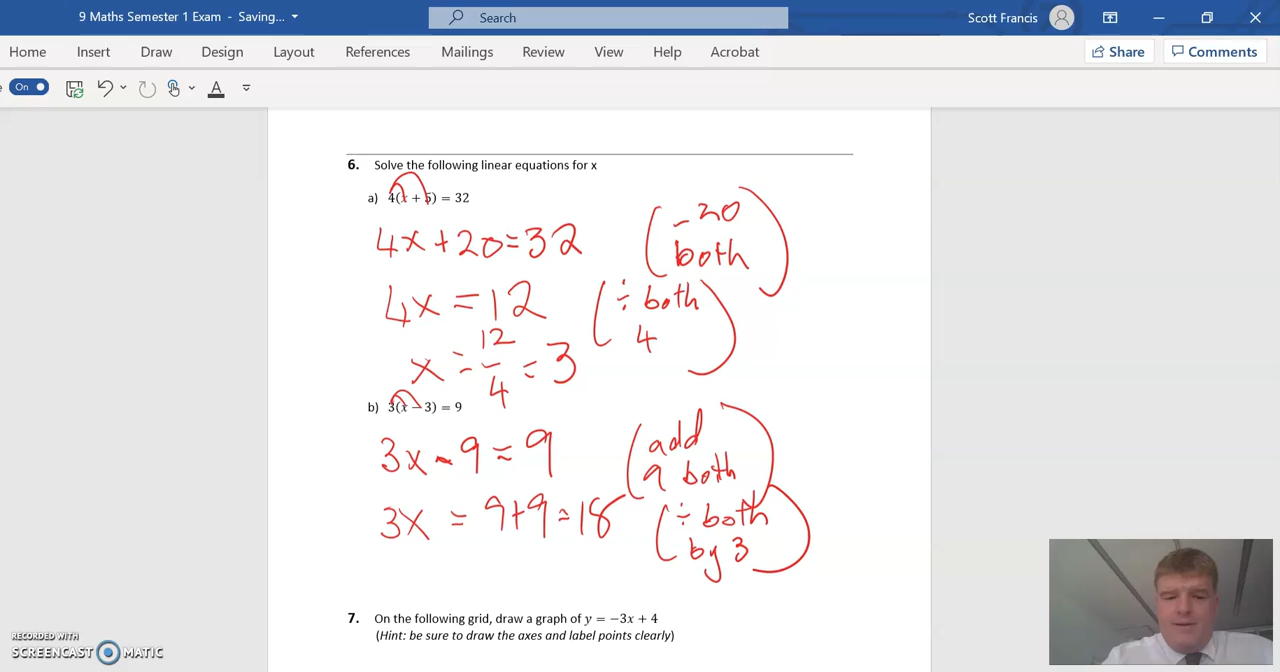 9 Maths Semester 1 Exam - Saving...
Search
Scott Francis
Home Insert Draw Design Layout References Mailings Review View Help Acrobat
Share Comments
On
6. Solve the following linear equations for x
a) 4(x + 5) = 32
4x + 20 = 32 (-20 both)
4x = 12 (÷ both 4)
x = 12/4 = 3
b) 3(x − 3) = 9
3x - 9 = 9 (add 9 both)
3x = 9+9 = 18 (÷ both by 3)
7. On the following grid, draw a graph of y = −3x + 4
(Hint: be sure to draw the axes and label points clearly)
RECORDED WITH
SCREENCAST MATIC